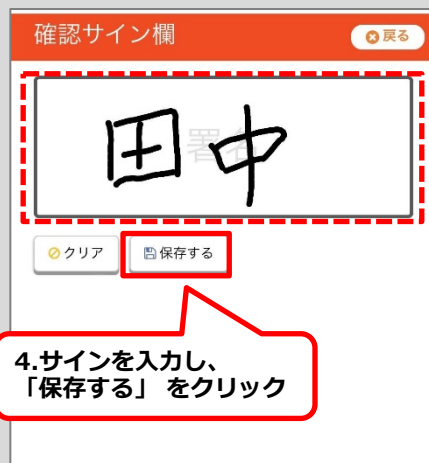 確認サイン欄
戻る
署名
田中
クリア
保存する
4.サインを入力し、
「保存する」 をクリック